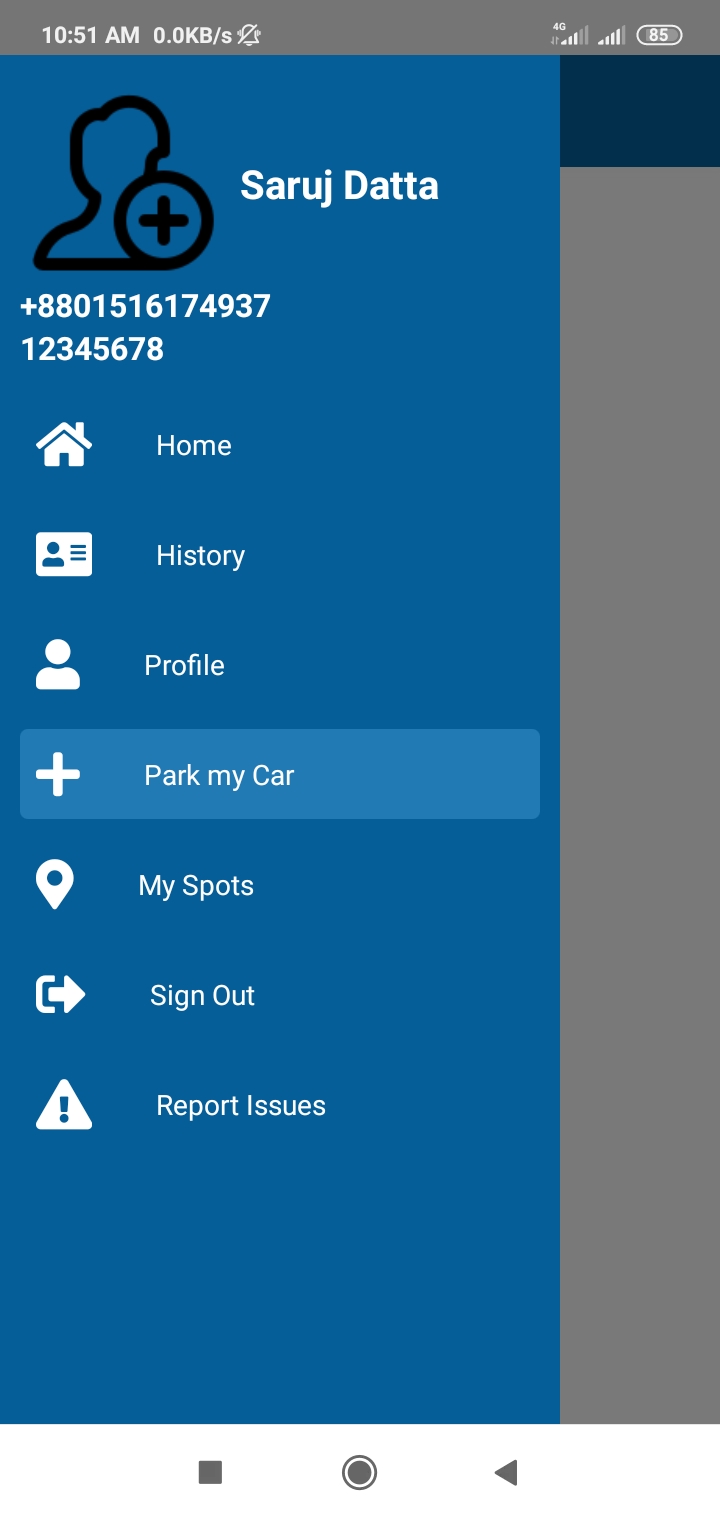 10:51 AM 0.0KB/s 4G 85
Saruj Datta
+8801516174937
12345678
Home
History
Profile
Park my Car
My Spots
Sign Out
Report Issues